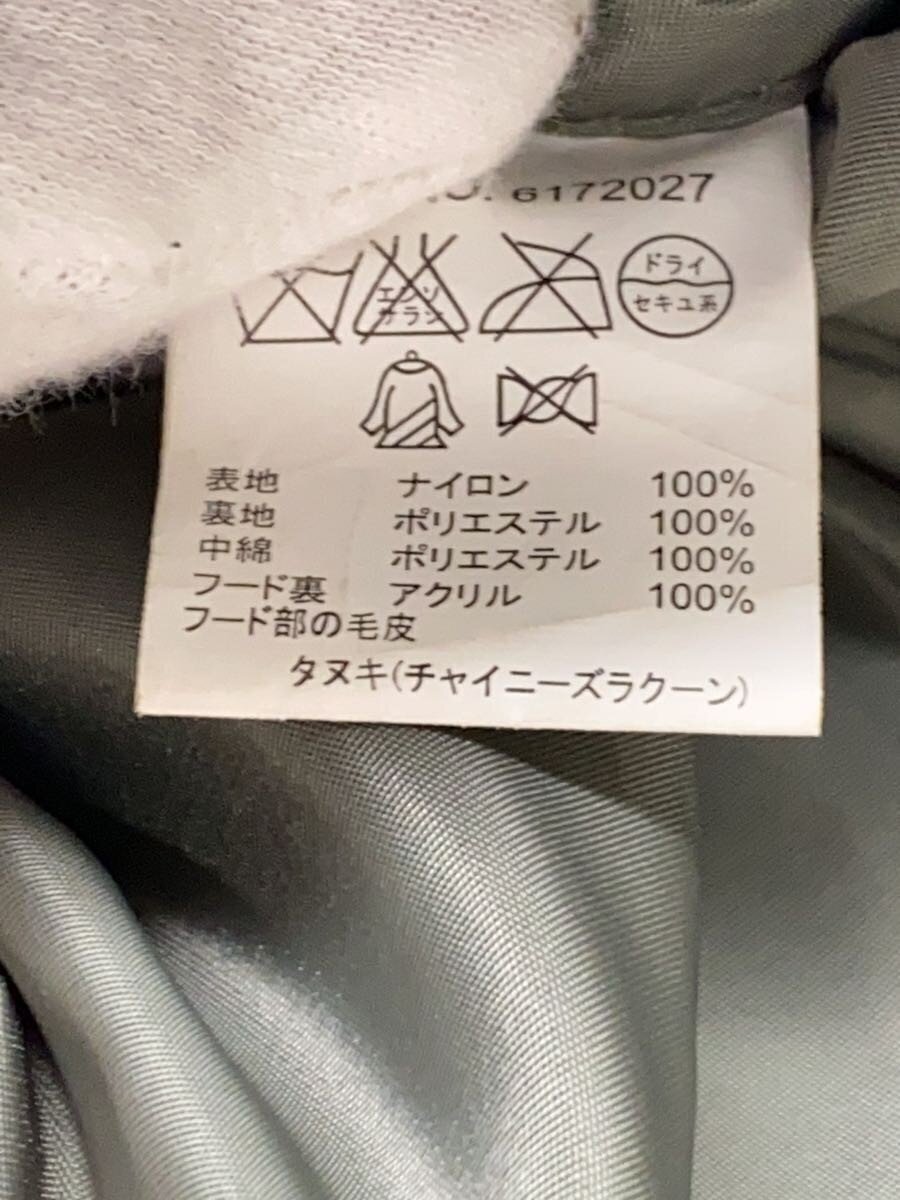 6172027
エンソ
サラシ
ドライ
セキユ系
表地 ナイロン 100%
裏地 ポリエステル 100%
中綿 ポリエステル 100%
フード裏 アクリル 100%
フード部の毛皮
タヌキ(チャイニーズラクーン)